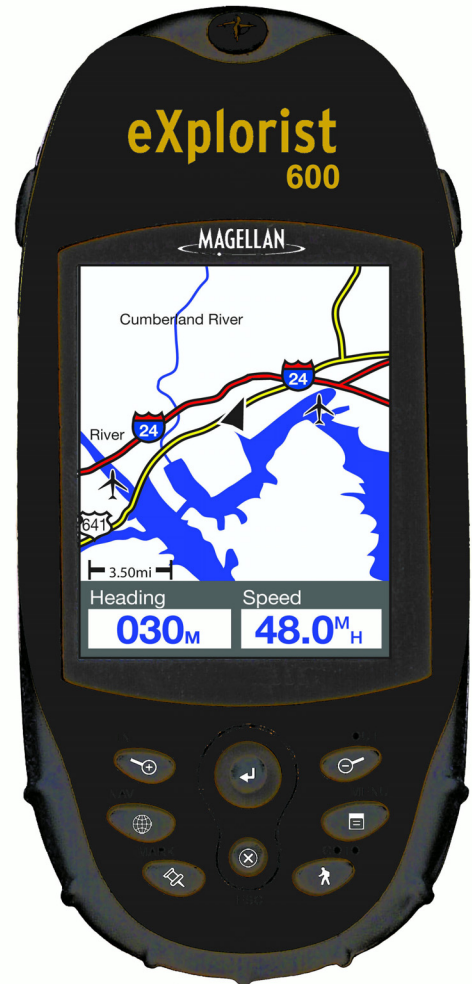 eXplorist
600
MAGELLAN
Cumberland River
24
River
24
641
3.50mi
Heading
Speed
030M
48.0MH